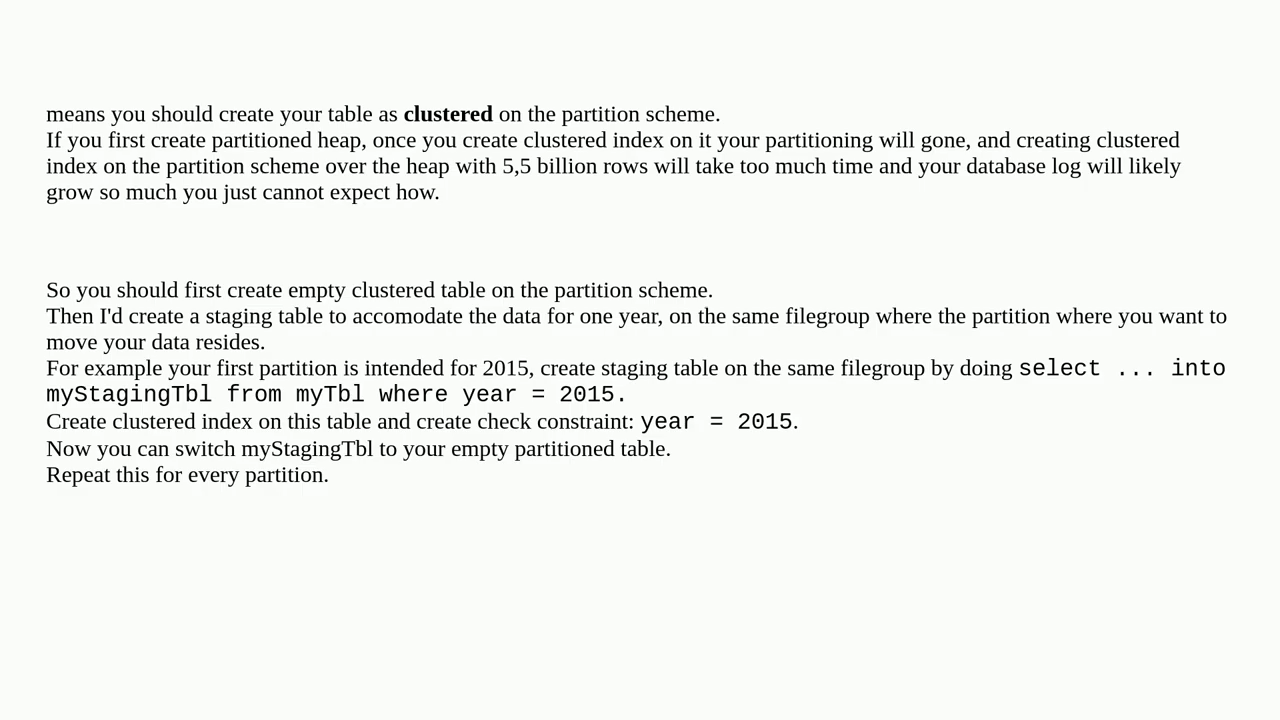 means you should create your table as clustered on the partition scheme.
If you first create partitioned heap, once you create clustered index on it your partitioning will gone, and creating clustered
index on the partition scheme over the heap with 5,5 billion rows will take too much time and your database log will likely
grow so much you just cannot expect how.
So you should first create empty clustered table on the partition scheme.
Then I'd create a staging table to accomodate the data for one year, on the same filegroup where the partition where you want to
move your data resides.
For example your first partition is intended for 2015, create staging table on the same filegroup by doing select ... into
myStagingTbl from myTbl where year = 2015.
Create clustered index on this table and create check constraint: year = 2015.
Now you can switch myStagingTbl to your empty partitioned table.
Repeat this for every partition.